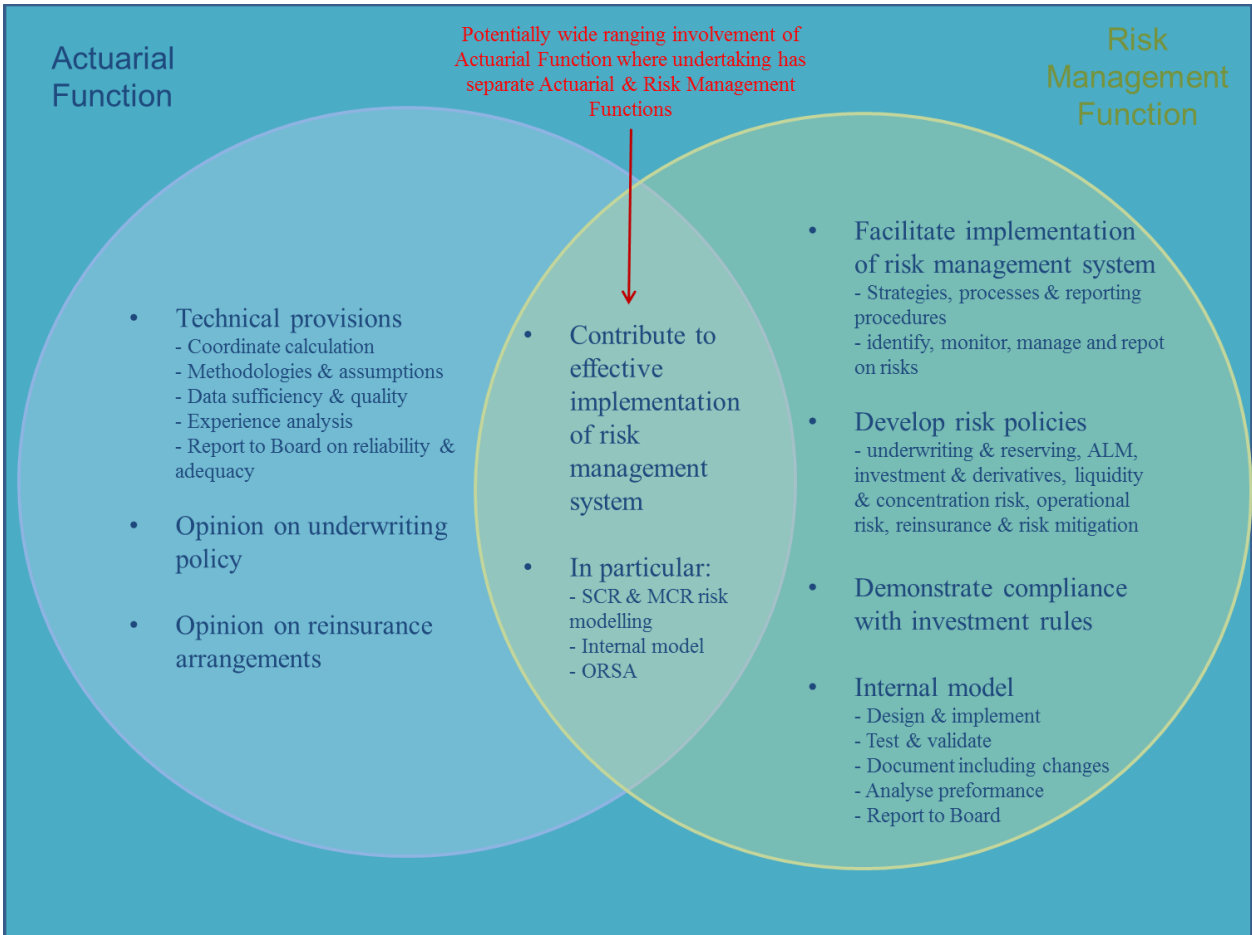 Actuarial
Function
Potentially wide ranging involvement of
Actuarial Function where undertaking has
separate Actuarial & Risk Management
Functions
Risk
Management
Function
• Technical provisions
- Coordinate calculation
- Methodologies & assumptions
- Data sufficiency & quality
- Experience analysis
- Report to Board on reliability &
adequacy
• Opinion on underwriting
policy
• Opinion on reinsurance
arrangements
• Contribute to
effective
implementation
of risk
management
system
• In particular:
- SCR & MCR risk
modelling
- Internal model
- ORSA
• Facilitate implementation
of risk management system
- Strategies, processes & reporting
procedures
- identify, monitor, manage and repot
on risks
• Develop risk policies
- underwriting & reserving, ALM,
investment & derivatives, liquidity
& concentration risk, operational
risk, reinsurance & risk mitigation
• Demonstrate compliance
with investment rules
• Internal model
- Design & implement
- Test & validate
- Document including changes
- Analyse preformance
- Report to Board